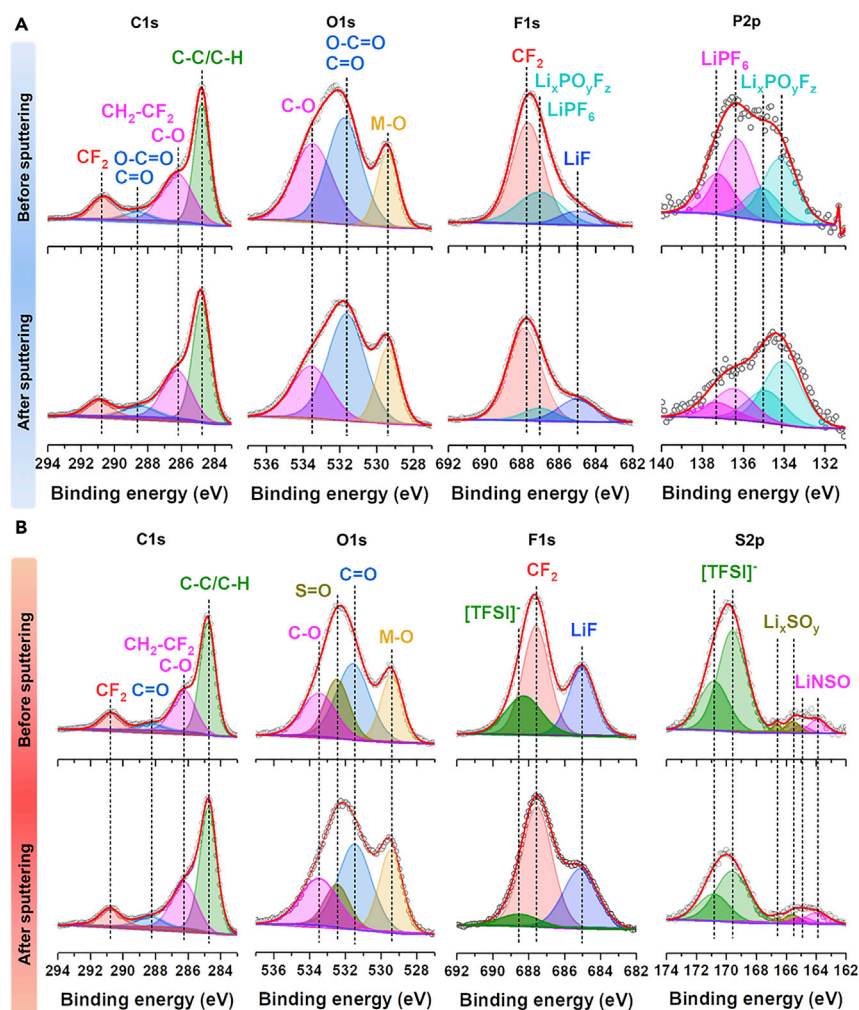 A
C1s
O1s
F1s
P2p
Before sputtering
CF₂
O-C=O
C=O
CH₂-CF₂
C-O
C-C/C-H
C-O
O-C=O
C=O
M-O
CF₂
LiₓPOᵧF_z
LiPF₆
LiF
LiPF₆
LiₓPOᵧF_z
After sputtering
294 292 290 288 286 284
536 534 532 530 528
692 690 688 686 684 682
140 138 136 134 132
Binding energy (eV)
Binding energy (eV)
Binding energy (eV)
Binding energy (eV)
B
C1s
O1s
F1s
S2p
Before sputtering
CF₂
C=O
CH₂-CF₂
C-O
C-C/C-H
C-O
S=O
C=O
M-O
[TFSI]⁻
CF₂
LiF
[TFSI]⁻
LiₓSOᵧ
LiNSO
After sputtering
294 292 290 288 286 284
536 534 532 530 528
692 690 688 686 684 682
174 172 170 168 166 164 162
Binding energy (eV)
Binding energy (eV)
Binding energy (eV)
Binding energy (eV)